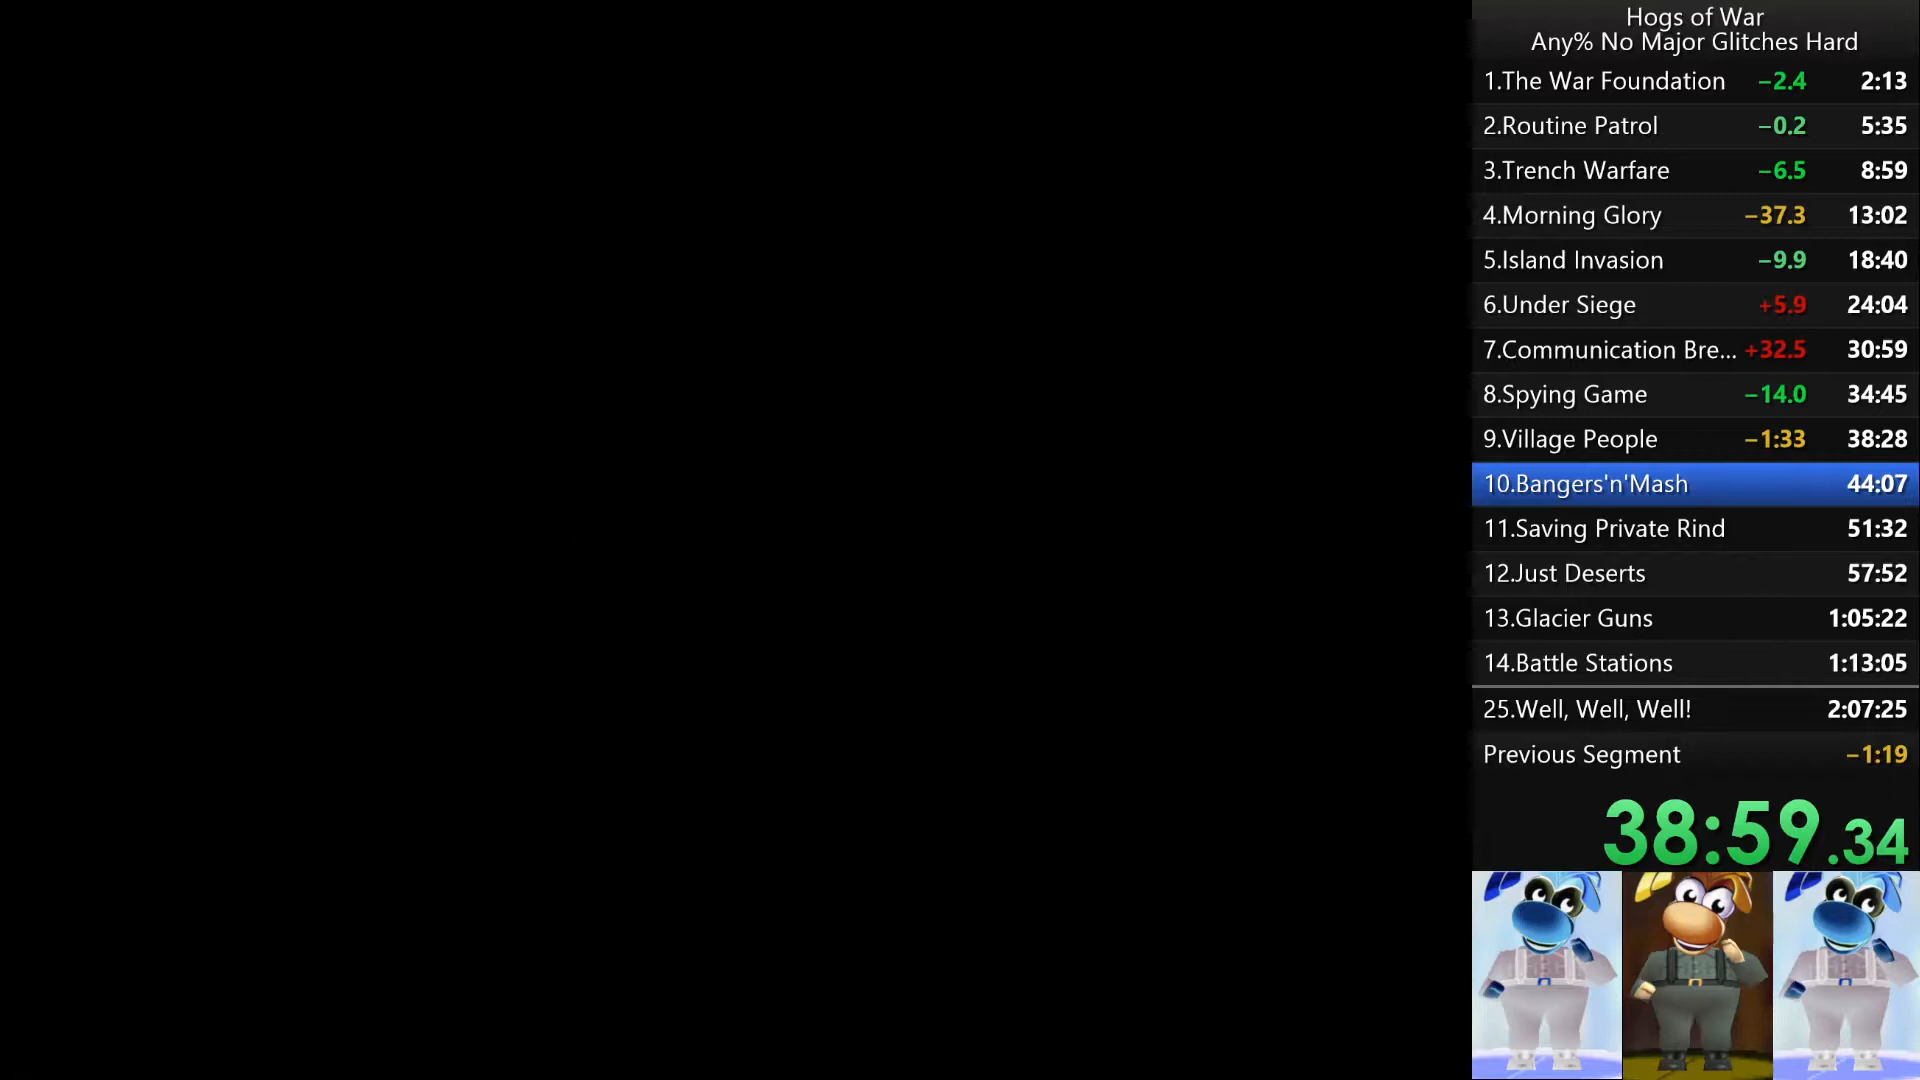 Hogs of War
Any% No Major Glitches Hard
1.The War Foundation −2.4 2:13
2.Routine Patrol −0.2 5:35
3.Trench Warfare −6.5 8:59
4.Morning Glory −37.3 13:02
5.Island Invasion −9.9 18:40
6.Under Siege +5.9 24:04
7.Communication Bre... +32.5 30:59
8.Spying Game −14.0 34:45
9.Village People −1:33 38:28
10.Bangers'n'Mash 44:07
11.Saving Private Rind 51:32
12.Just Deserts 57:52
13.Glacier Guns 1:05:22
14.Battle Stations 1:13:05
25.Well, Well, Well! 2:07:25
Previous Segment −1:19
38:59.34